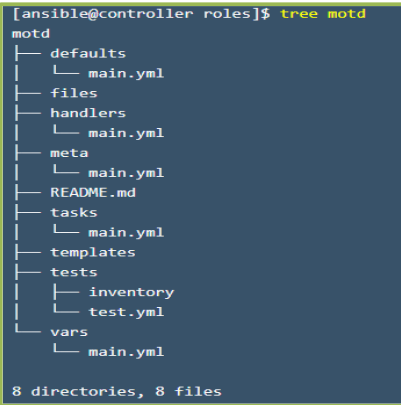 [ansible@controller roles]$ tree motd
motd
├── defaults
│   └── main.yml
├── files
├── handlers
│   └── main.yml
├── meta
│   └── main.yml
├── README.md
├── tasks
│   └── main.yml
├── templates
├── tests
│   ├── inventory
│   └── test.yml
└── vars
    └── main.yml
8 directories, 8 files